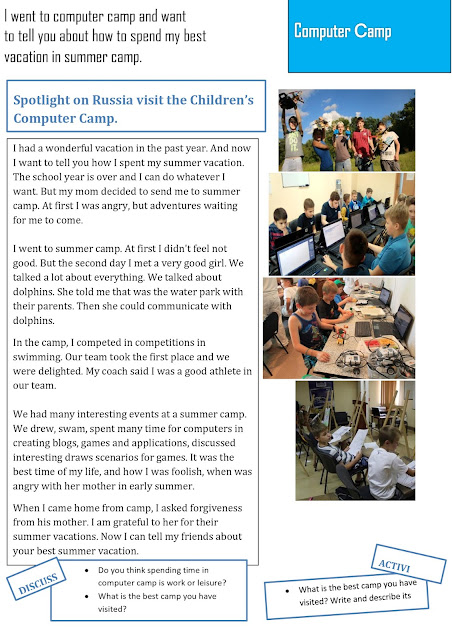 I went to computer camp and want
to tell you about how to spend my best
vacation in summer camp.
Computer Camp
Spotlight on Russia visit the Children's
Computer Camp.
I had a wonderful vacation in the past year. And now
I want to tell you how I spent my summer vacation.
The school year is over and I can do whatever I
want. But my mom decided to send me to summer
camp. At first I was angry, but adventures waiting
for me to come.
I went to summer camp. At first I didn't feel not
good. But the second day I met a very good girl. We
talked a lot about everything. We talked about
dolphins. She told me that was the water park with
their parents. Then she could communicate with
dolphins.
In the camp, I competed in competitions in
swimming. Our team took the first place and we
were delighted. My coach said I was a good athlete in
our team.
We had many interesting events at a summer camp.
We drew, swam, spent many time for computers in
creating blogs, games and applications, discussed
interesting draws scenarios for games. It was the
best time of my life, and how I was foolish, when was
angry with her mother in early summer.
When I came home from camp, I asked forgiveness
from his mother. I am grateful to her for their
summer vacations. Now I can tell my friends about
your best summer vacation.
DISCUSS
• Do you think spending time in
computer camp is work or leisure?
• What is the best camp you have
visited?
ACTIVI
• What is the best camp you have
visited? Write and describe its